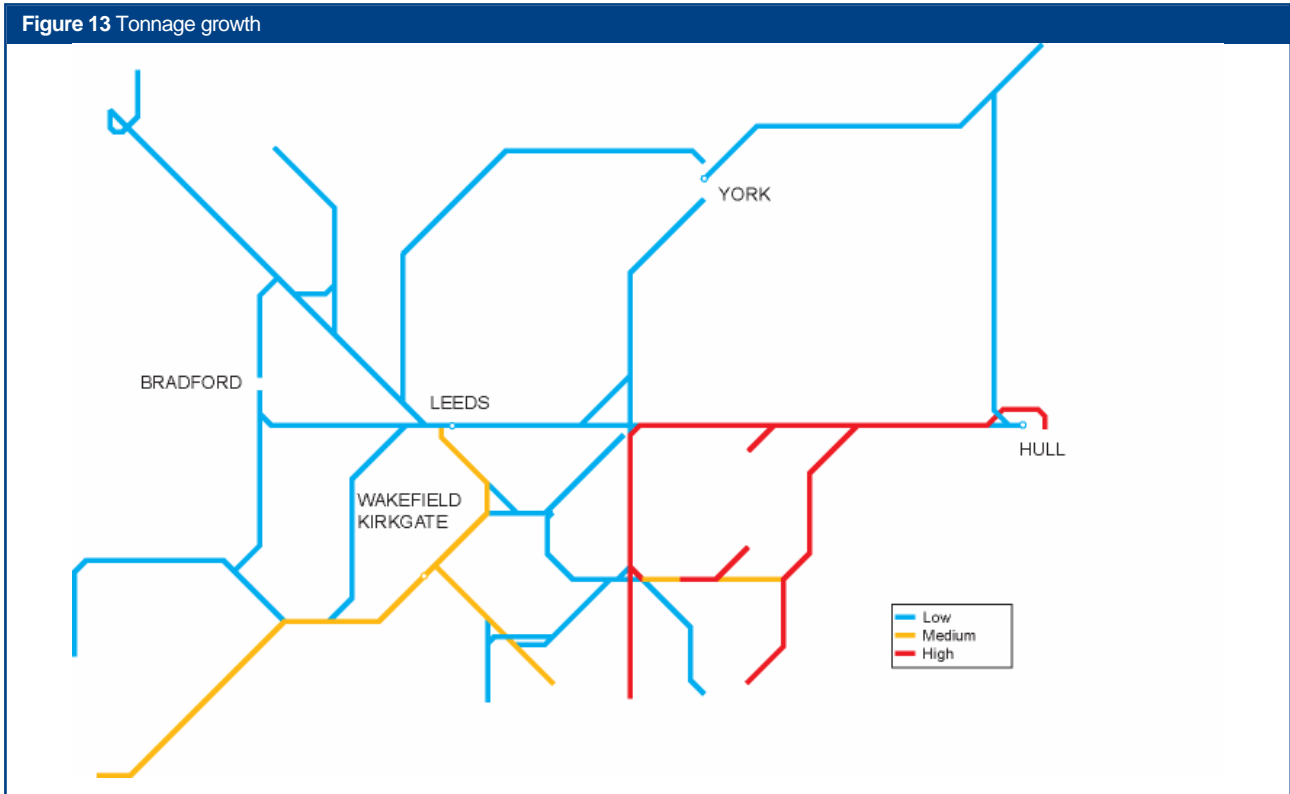 Figure 13 Tonnage growth
YORK
BRADFORD
LEEDS
HULL
WAKEFIELD
KIRKGATE
Low
Medium
High